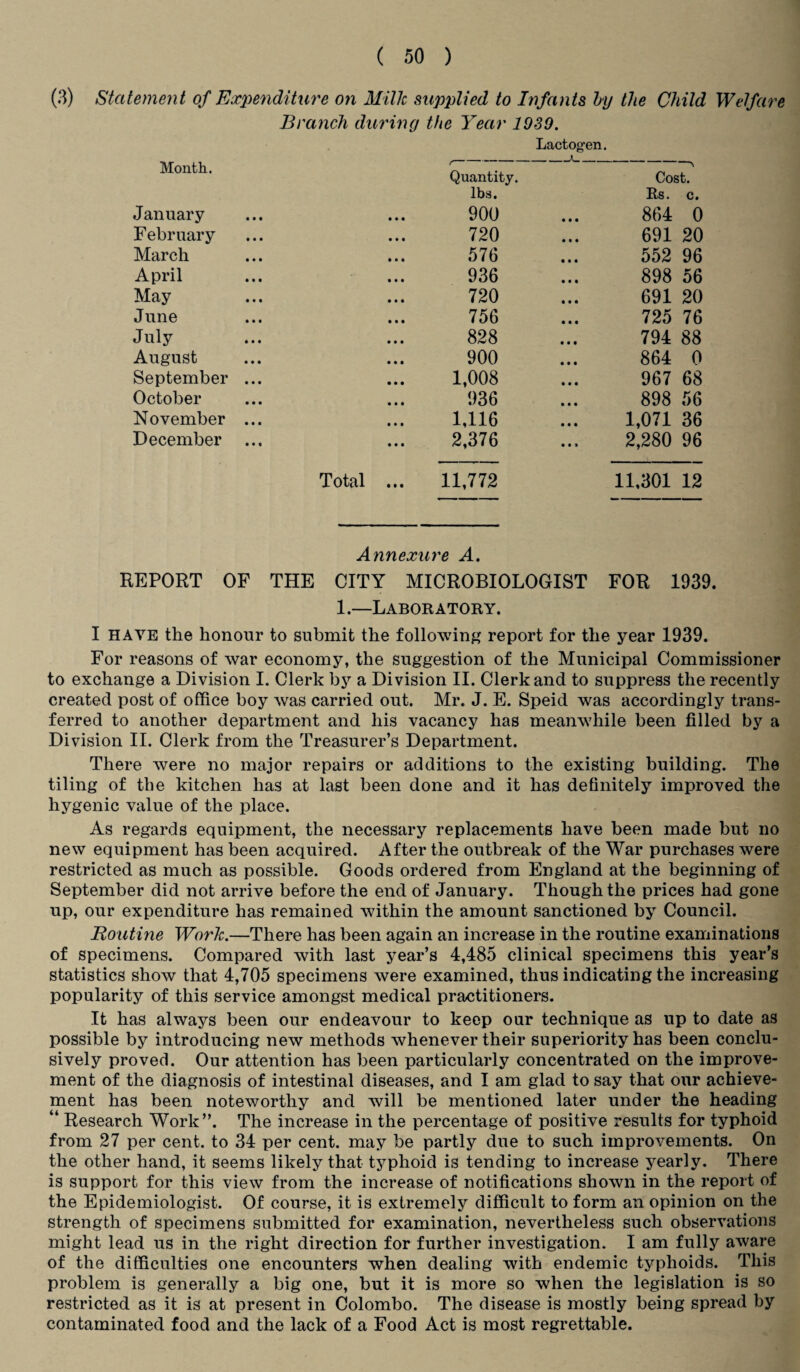 ( 50 )
(3) Statement of Expenditure on Milk supplied to Infants by the Child Welfare
Branch during the Year 1939.
Lactogen.
Month.
Quantity. Cost.
lbs. Rs. c.
January ... ... 900 ... 864 0
February ... ... 720 ... 691 20
March ... ... 576 ... 552 96
April ... ... 936 ... 898 56
May ... ... 720 ... 691 20
June ... ... 756 ... 725 76
July ... ... 828 ... 794 88
August ... ... 900 ... 864 0
September ... ... 1,008 ... 967 68
October ... ... 936 ... 898 56
November ... ... 1,116 ... 1,071 36
December ... ... 2,376 ... 2,280 96
Total ... 11,772 11,301 12
Annexure A.
REPORT OF THE CITY MICROBIOLOGIST FOR 1939.
1.—LABORATORY.
I HAVE the honour to submit the following report for the year 1939.
For reasons of war economy, the suggestion of the Municipal Commissioner
to exchange a Division I. Clerk by a Division II. Clerk and to suppress the recently
created post of office boy was carried out. Mr. J. E. Speid was accordingly trans-
ferred to another department and his vacancy has meanwhile been filled by a
Division II. Clerk from the Treasurer's Department.
There were no major repairs or additions to the existing building. The
tiling of the kitchen has at last been done and it has definitely improved the
hygenic value of the place.
As regards equipment, the necessary replacements have been made but no
new equipment has been acquired. After the outbreak of the War purchases were
restricted as much as possible. Goods ordered from England at the beginning of
September did not arrive before the end of January. Though the prices had gone
up, our expenditure has remained within the amount sanctioned by Council.
Routine Work.—There has been again an increase in the routine examinations
of specimens. Compared with last year's 4,485 clinical specimens this year's
statistics show that 4,705 specimens were examined, thus indicating the increasing
popularity of this service amongst medical practitioners.
It has always been our endeavour to keep our technique as up to date as
possible by introducing new methods whenever their superiority has been conclu-
sively proved. Our attention has been particularly concentrated on the improve-
ment of the diagnosis of intestinal diseases, and I am glad to say that our achieve-
ment has been noteworthy and will be mentioned later under the heading
“Research Work”. The increase in the percentage of positive results for typhoid
from 27 per cent. to 34 per cent. may be partly due to such improvements. On
the other hand, it seems likely that typhoid is tending to increase yearly. There
is support for this view from the increase of notifications shown in the report of
the Epidemiologist. Of course, it is extremely difficult to form an opinion on the
strength of specimens submitted for examination, nevertheless such observations
might lead us in the right direction for further investigation. I am fully aware
of the difficulties one encounters when dealing with endemic typhoids. This
problem is generally a big one, but it is more so when the legislation is so
restricted as it is at present in Colombo. The disease is mostly being spread by
contaminated food and the lack of a Food Act is most regrettable.